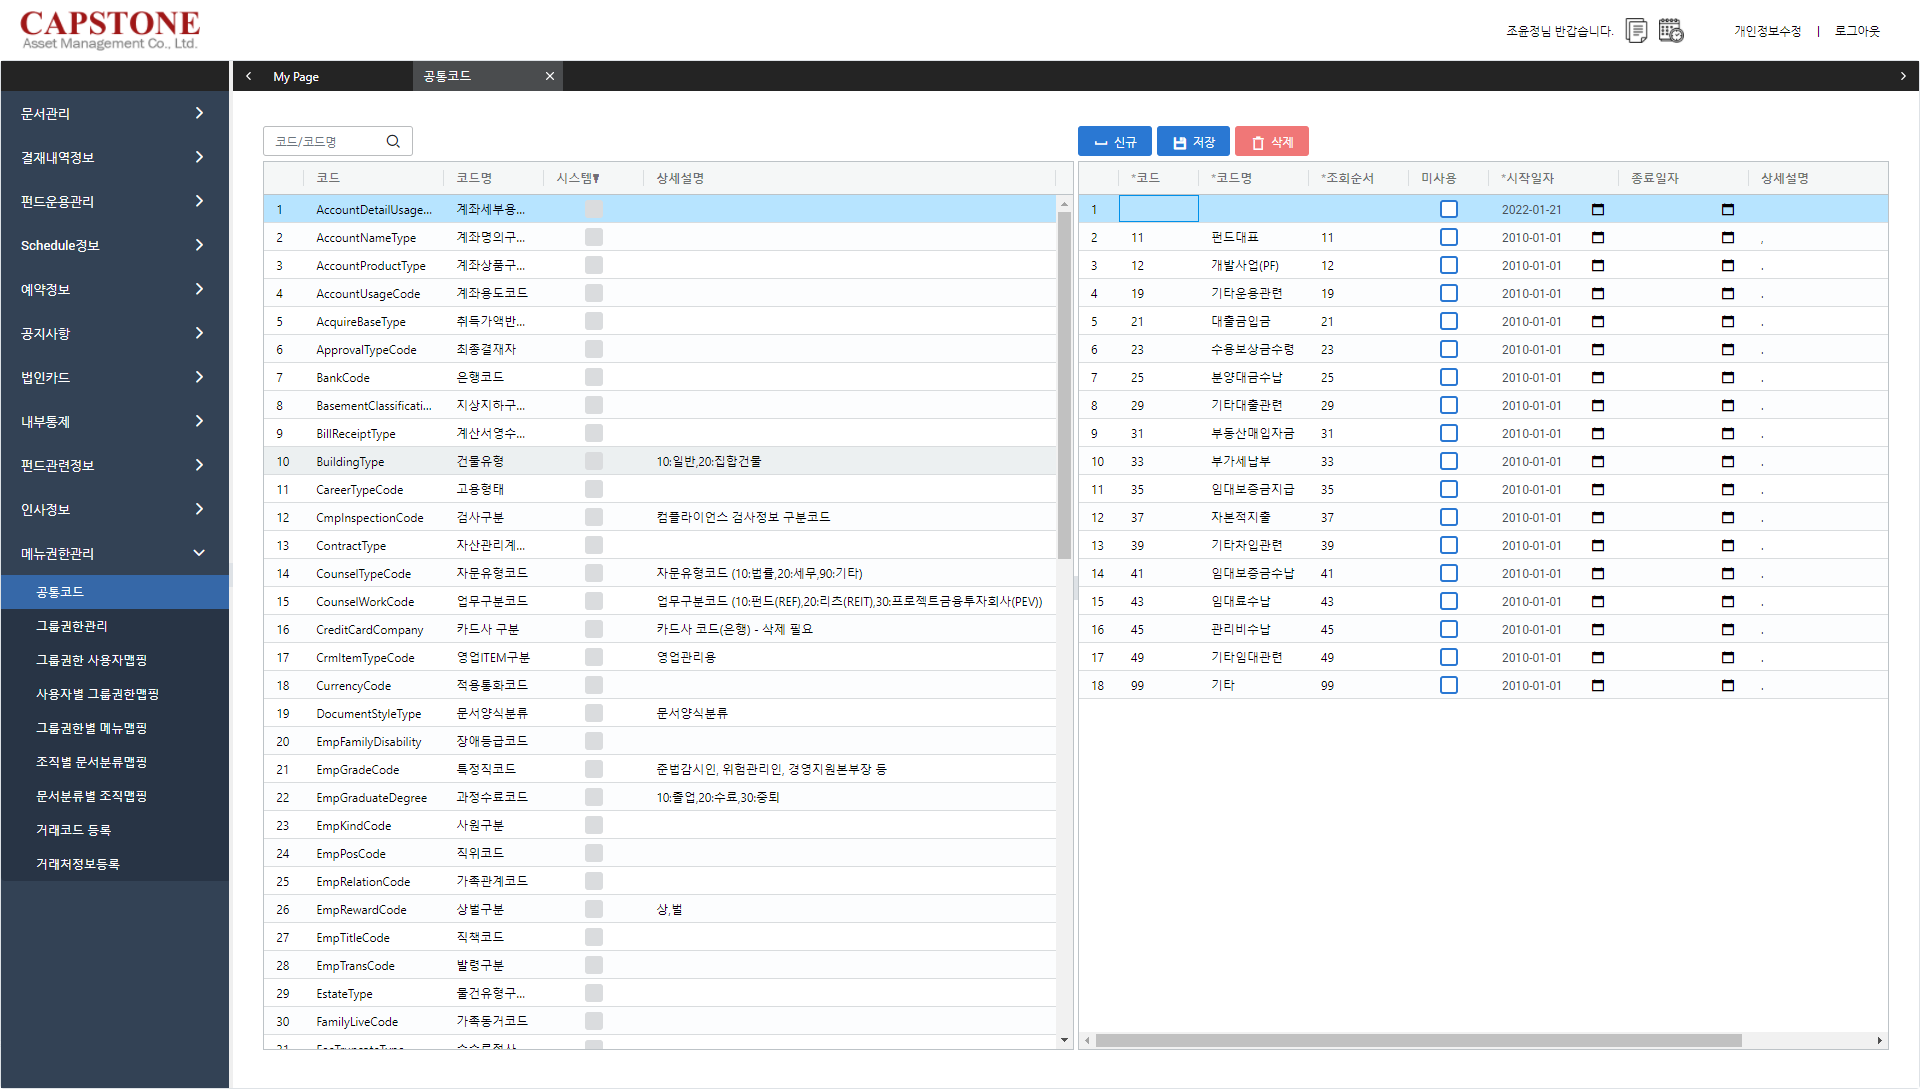 CAPSTONE
Asset Management Co., Ltd.
조윤정님 반갑습니다.
개인정보수정 | 로그아웃
My Page
공통코드
문서관리
결재내역정보
펀드운용관리
Schedule정보
예약정보
공지사항
법인카드
내부통제
펀드관련정보
인사정보
메뉴권한관리
공통코드
그룹권한관리
그룹권한 사용자맵핑
사용자별 그룹권한맵핑
그룹권한별 메뉴맵핑
조직별 문서분류맵핑
문서분류별 조직맵핑
거래코드 등록
거래처정보등록
코드/코드명
코드 코드명 시스템 상세설명
1 AccountDetailUsage... 계좌세부용...
2 AccountNameType 계좌명의구...
3 AccountProductType 계좌상품구...
4 AccountUsageCode 계좌용도코드
5 AcquireBaseType 취득가액반...
6 ApprovalTypeCode 최종결재자
7 BankCode 은행코드
8 BasementClassificati... 지상지하구...
9 BillReceiptType 계산서영수...
10 BuildingType 건물유형 10:일반,20:집합건물
11 CareerTypeCode 고용형태
12 CmpInspectionCode 검사구분 컴플라이언스 검사정보 구분코드
13 ContractType 자산관리계...
14 CounselTypeCode 자문유형코드 자문유형코드 (10:법률,20:세무,90:기타)
15 CounselWorkCode 업무구분코드 업무구분코드 (10:펀드(REF),20:리츠(REIT),30:프로젝트금융투자회사(PEV))
16 CreditCardCompany 카드사 구분 카드사 코드(은행) - 삭제 필요
17 CrmItemTypeCode 영업ITEM구분 영업관리용
18 CurrencyCode 적용통화코드
19 DocumentStyleType 문서양식분류 문서양식분류
20 EmpFamilyDisability 장애등급코드
21 EmpGradeCode 특정직코드 준법감시인, 위험관리인, 경영지원본부장 등
22 EmpGraduateDegree 과정수료코드 10:졸업,20:수료,30:중퇴
23 EmpKindCode 사원구분
24 EmpPosCode 직위코드
25 EmpRelationCode 가족관계코드
26 EmpRewardCode 상벌구분 상,벌
27 EmpTitleCode 직책코드
28 EmpTransCode 발령구분
29 EstateType 물건유형구...
30 FamilyLiveCode 가족동거코드
신규 저장 삭제
*코드 *코드명 *조회순서 미사용 *시작일자 종료일자 상세설명
1 2022-01-21
2 11 펀드대표 11 2010-01-01 ,
3 12 개발사업(PF) 12 2010-01-01 .
4 19 기타운용관련 19 2010-01-01 .
5 21 대출금입금 21 2010-01-01 .
6 23 수용보상금수령 23 2010-01-01 .
7 25 분양대금수납 25 2010-01-01 .
8 29 기타대출관련 29 2010-01-01 .
9 31 부동산매입자금 31 2010-01-01 .
10 33 부가세납부 33 2010-01-01 .
11 35 임대보증금지급 35 2010-01-01 .
12 37 자본적지출 37 2010-01-01 .
13 39 기타차입관련 39 2010-01-01 .
14 41 임대보증금수납 41 2010-01-01 .
15 43 임대료수납 43 2010-01-01 .
16 45 관리비수납 45 2010-01-01 .
17 49 기타임대관련 49 2010-01-01 .
18 99 기타 99 2010-01-01 .